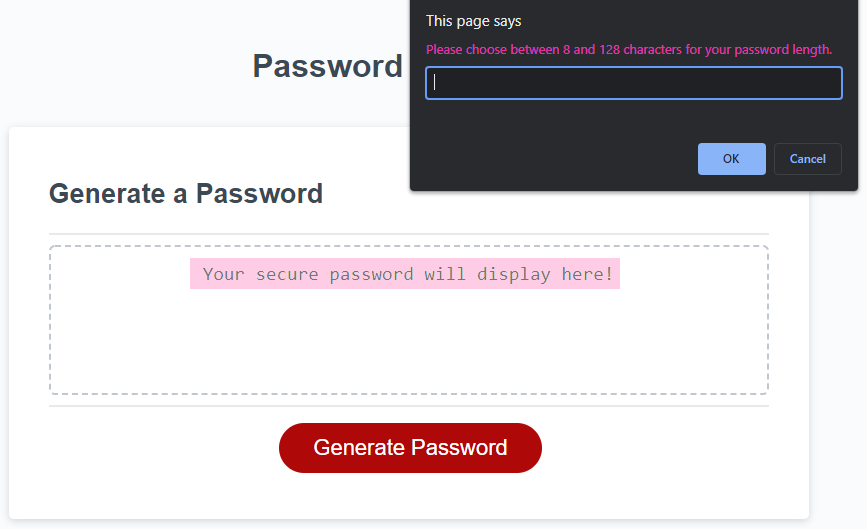 Password
This page says
Please choose between 8 and 128 characters for your password length.
OK
Cancel
Generate a Password
Your secure password will display here!
Generate Password